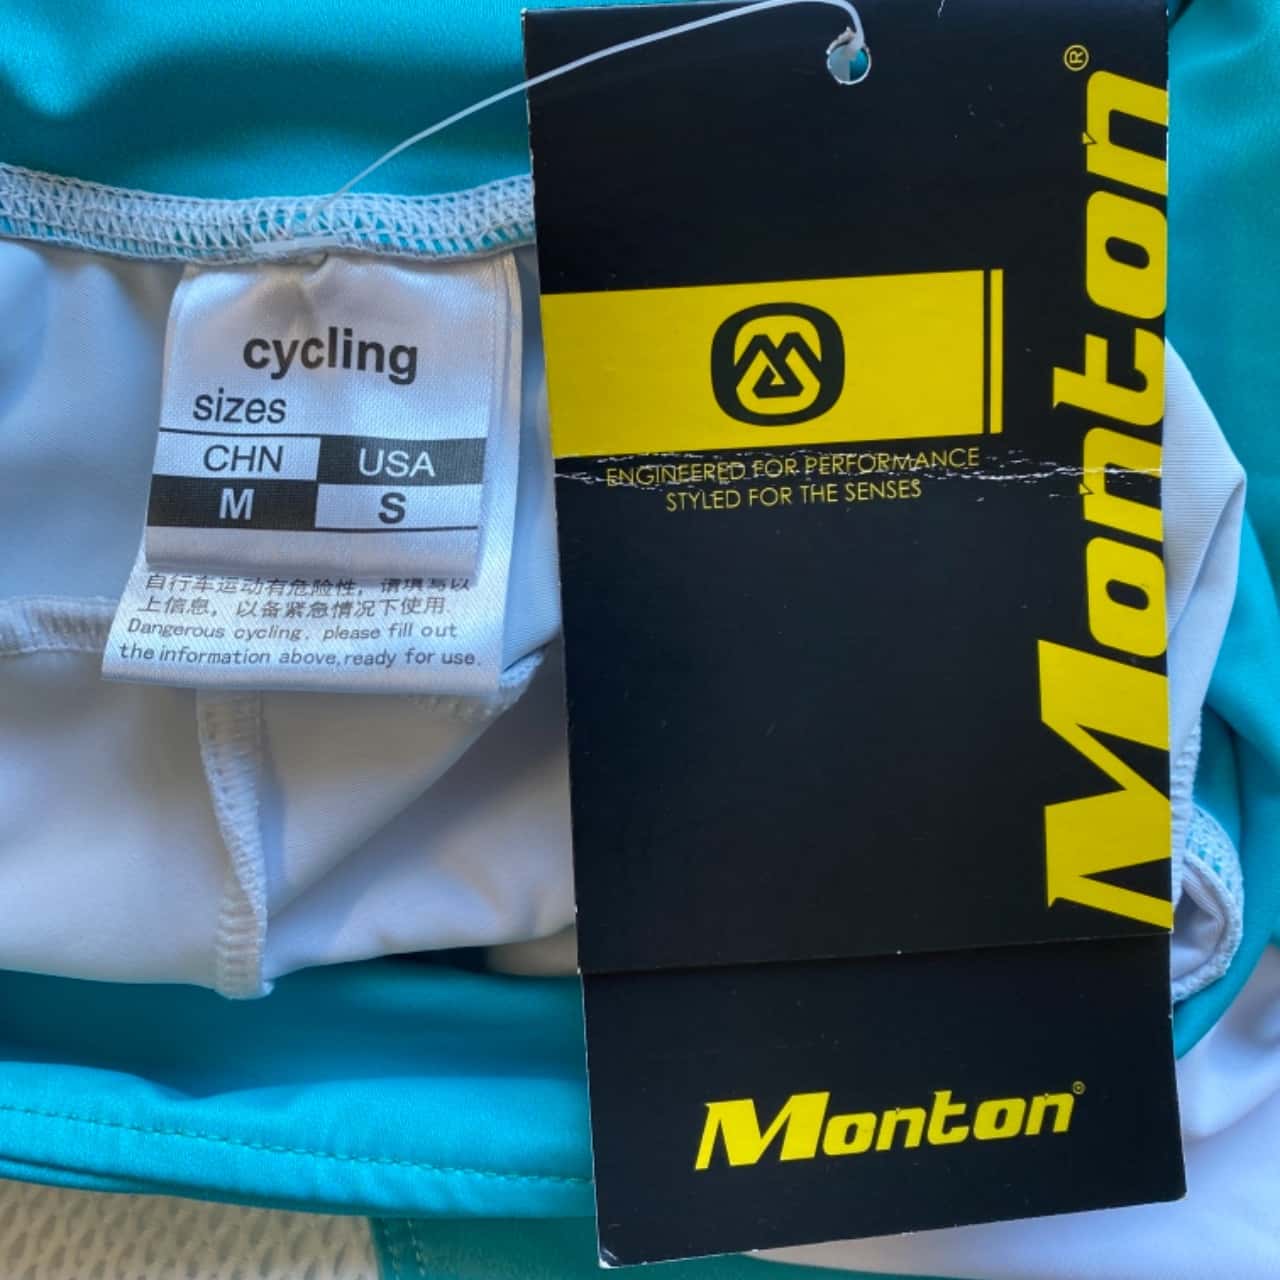 cycling
sizes
CHN USA
M S
自行车运动有危险性，请填写以
上信息，以备紧急情况下使用.
Dangerous cycling, please fill out
the information above,ready for use.
ENGINEERED FOR PERFORMANCE
STYLED FOR THE SENSES
Monton®
Monton®